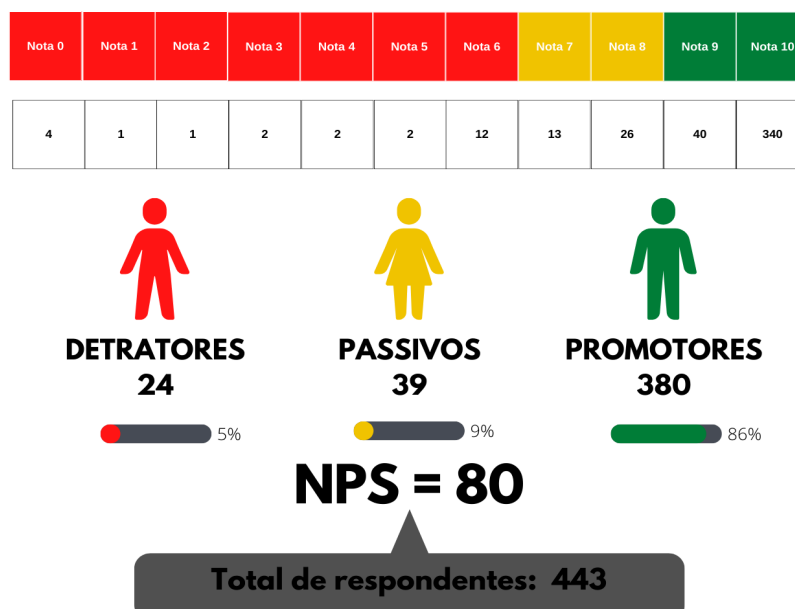 Nota 0 Nota 1 Nota 2 Nota 3 Nota 4 Nota 5 Nota 6 Nota 7 Nota 8 Nota 9 Nota 10
4 1 1 2 2 2 12 13 26 40 340
DETRATORES PASSIVOS PROMOTORES
24 39 380
5% 9% 86%
NPS = 80
Total de respondentes: 443